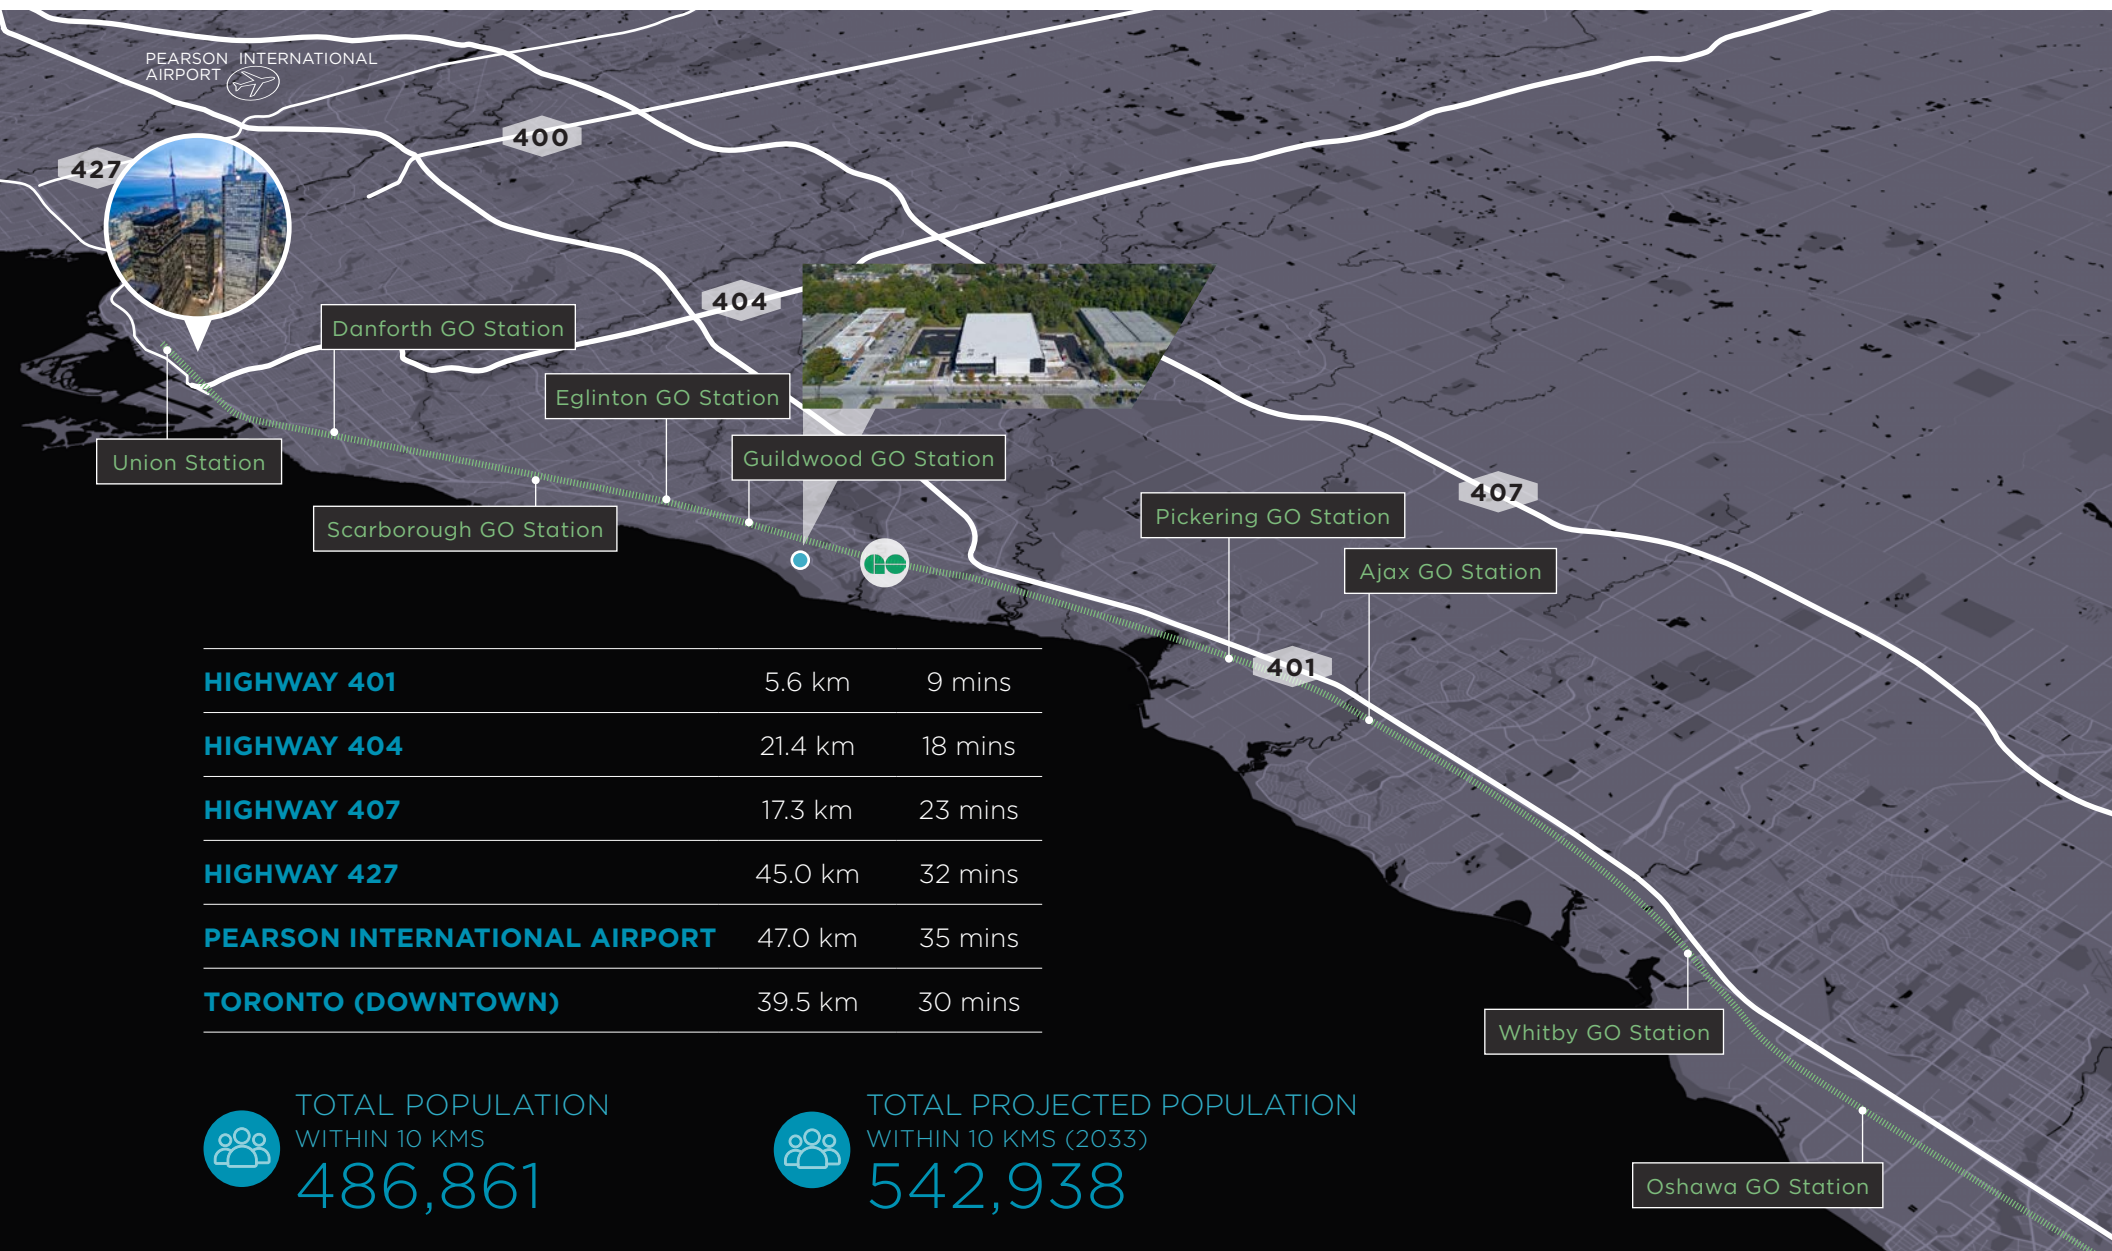 PEARSON INTERNATIONAL
AIRPORT
400
427
404
Danforth GO Station
Eglinton GO Station
Guildwood GO Station
Union Station
Scarborough GO Station
407
Pickering GO Station
Ajax GO Station
GO
401
HIGHWAY 401 5.6 km 9 mins
HIGHWAY 404 21.4 km 18 mins
HIGHWAY 407 17.3 km 23 mins
HIGHWAY 427 45.0 km 32 mins
PEARSON INTERNATIONAL AIRPORT 47.0 km 35 mins
TORONTO (DOWNTOWN) 39.5 km 30 mins
Whitby GO Station
Oshawa GO Station
TOTAL POPULATION
WITHIN 10 KMS
486,861
TOTAL PROJECTED POPULATION
WITHIN 10 KMS (2033)
542,938